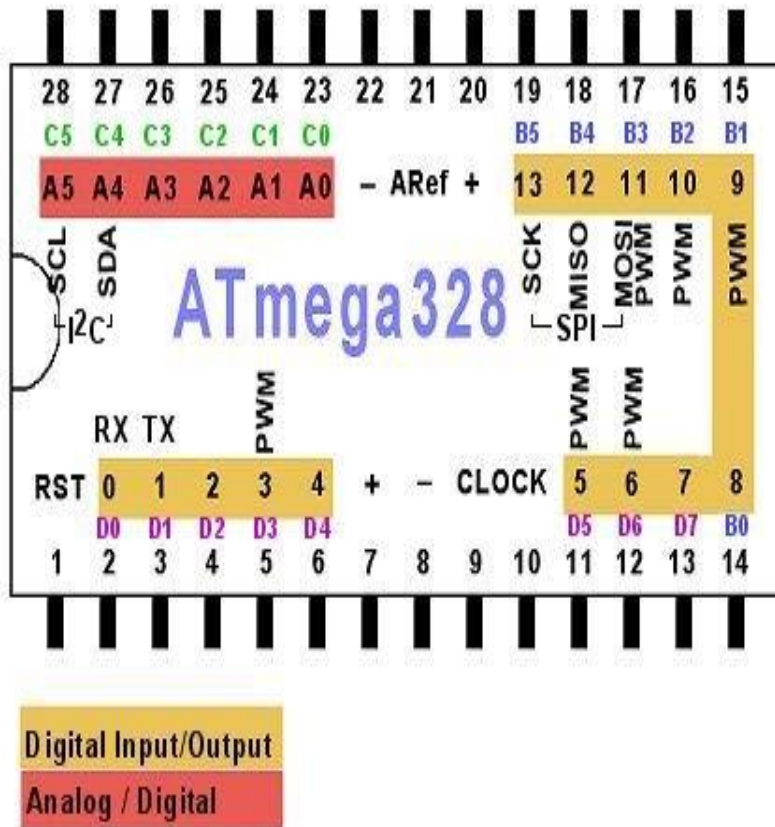 28 27 26 25 24 23 22 21 20 19 18 17 16 15
C5 C4 C3 C2 C1 C0 B5 B4 B3 B2 B1
A5 A4 A3 A2 A1 A0 – ARef + 13 12 11 10 9
SCL SDA SCK MISO MOSI PWM PWM PWM
I²C ATmega328 SPI
RX TX PWM PWM PWM
RST 0 1 2 3 4 + – CLOCK 5 6 7 8
D0 D1 D2 D3 D4 D5 D6 D7 B0
1 2 3 4 5 6 7 8 9 10 11 12 13 14
Digital Input/Output
Analog / Digital